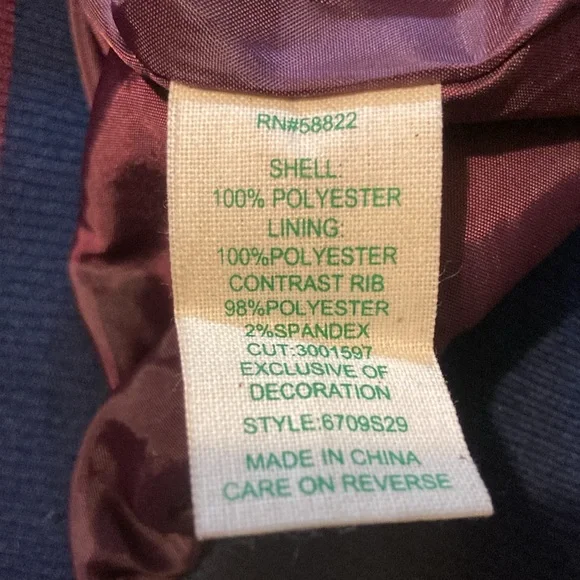 RN#58822
SHELL:
100% POLYESTER
LINING:
100%POLYESTER
CONTRAST RIB
98%POLYESTER
2%SPANDEX
CUT:3001597
EXCLUSIVE OF
DECORATION
STYLE:6709S29
MADE IN CHINA
CARE ON REVERSE